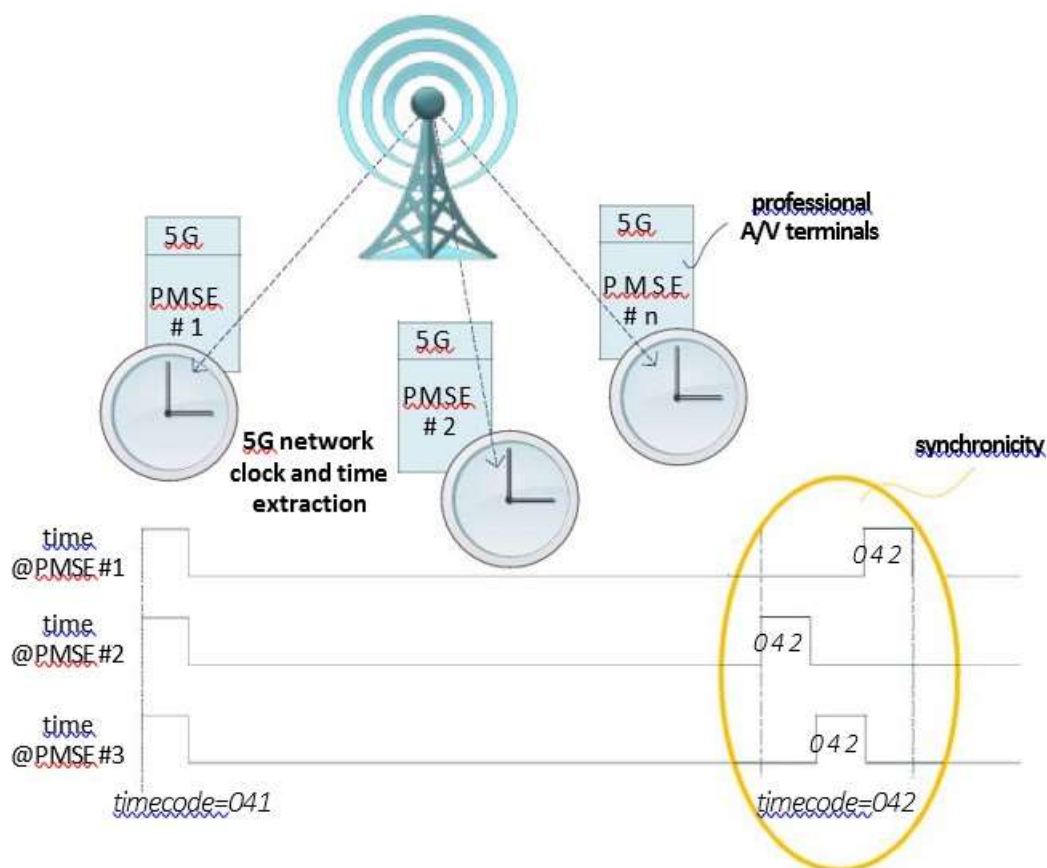 professional
A/V terminals
5G
PMSE
#1
5G
PMSE
#2
5G
PMSE
#n
5G network
clock and time
extraction
synchronicity
time
@PMSE#1
042
time
@PMSE#2
042
time
@PMSE#3
042
timecode=041
timecode=042